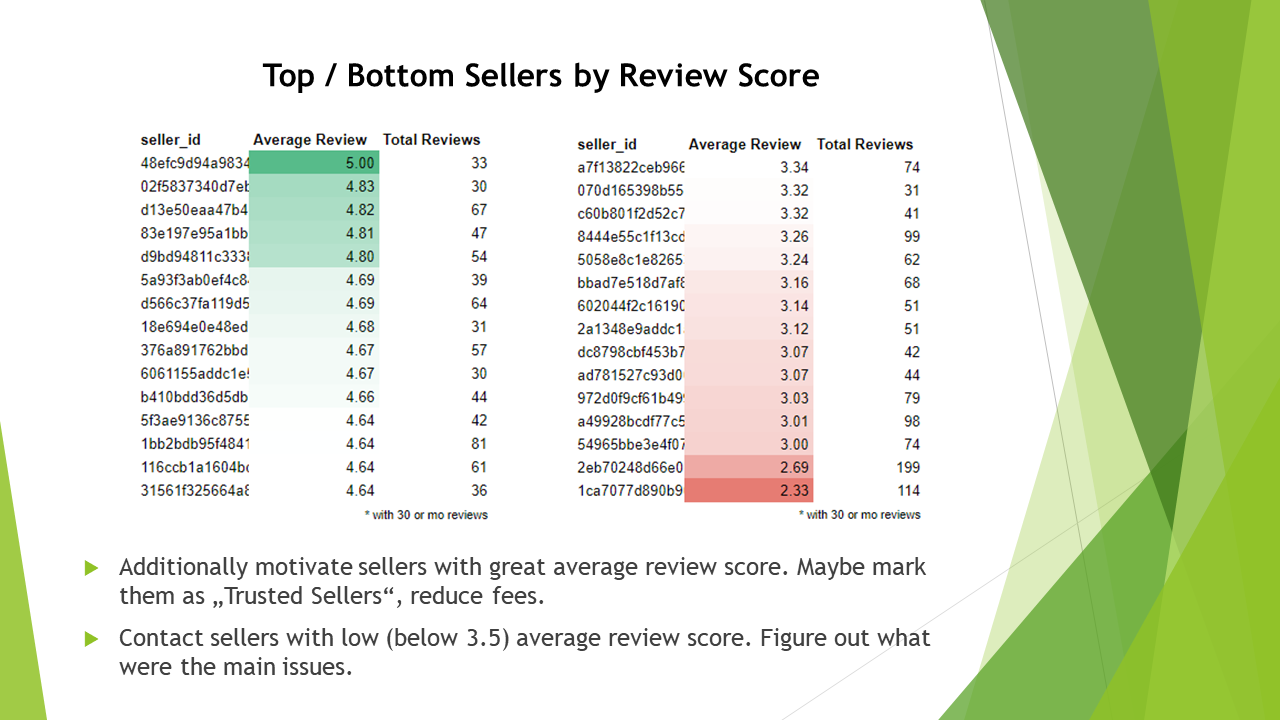 Top / Bottom Sellers by Review Score
seller_id Average Review Total Reviews
48efc9d94a9834 5.00 33
02f5837340d7eb 4.83 30
d13e50eaa47b4 4.82 67
83e197e95a1bb 4.81 47
d9bd94811c3338 4.80 54
5a93f3ab0ef4c84 4.69 39
d566c37fa119d5 4.69 64
18e694e0e48ed 4.68 31
376a891762bbd 4.67 57
6061155addc1e5 4.67 30
b410bdd36d5db 4.66 44
5f3ae9136c8755 4.64 42
1bb2bdb95f4841 4.64 81
116ccb1a1604bc 4.64 61
31561f325664a8 4.64 36
* with 30 or mo reviews
seller_id Average Review Total Reviews
a7f13822ceb966 3.34 74
070d165398b55 3.32 31
c60b801f2d52c7 3.32 41
8444e55c1f13cd 3.26 99
5058e8c1e8265 3.24 62
bbad7e518d7af8 3.16 68
602044f2c16190 3.14 51
2a1348e9addc1 3.12 51
dc8798cbf453b7 3.07 42
ad781527c93d0 3.07 44
972d0f9cf61b499 3.03 79
a49928bcdf77c5 3.01 98
54965bbe3e4f07 3.00 74
2eb70248d66e0 2.69 199
1ca7077d890b9 2.33 114
* with 30 or mo reviews
Additionally motivate sellers with great average review score. Maybe mark
them as „Trusted Sellers“, reduce fees.
Contact sellers with low (below 3.5) average review score. Figure out what
were the main issues.